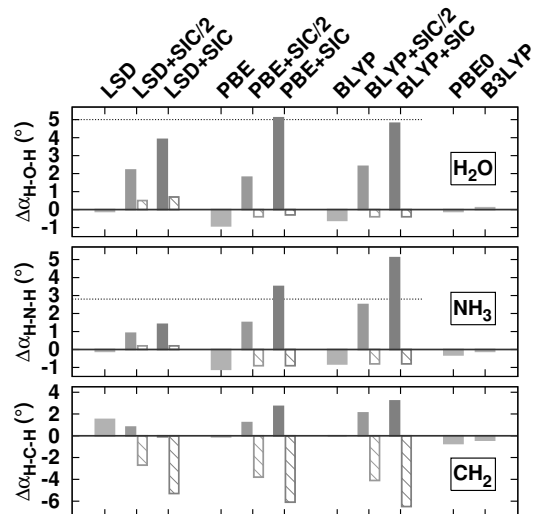 LSD
LSD+SIC/2
LSD+SIC
PBE
PBE+SIC/2
PBE+SIC
BLYP
BLYP+SIC/2
BLYP+SIC
PBE0
B3LYP
Δα_H-O-H (°)
5
4
3
2
1
0
-1
H₂O
Δα_H-N-H (°)
5
4
3
2
1
0
-1
NH₃
Δα_H-C-H (°)
4
2
0
-2
-4
-6
CH₂